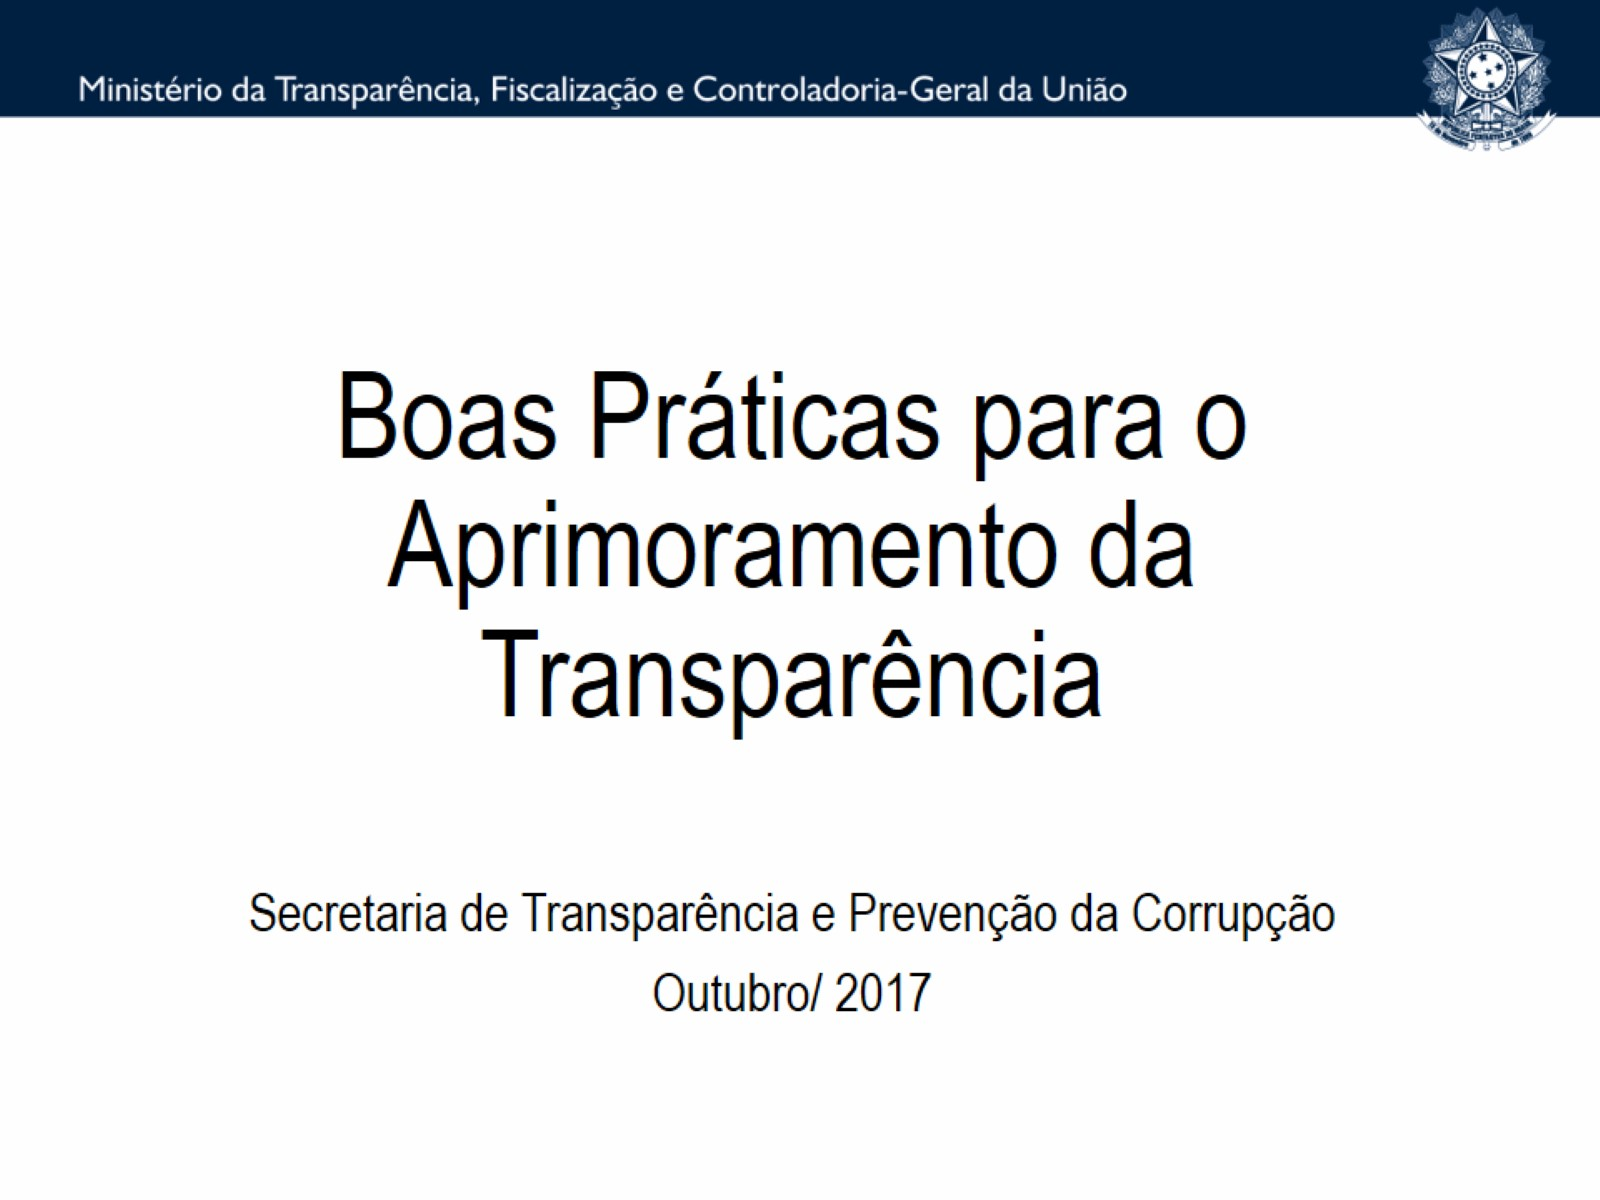 Ministério da Transparência, Fiscalização e Controladoria-Geral da União
Boas Práticas para o
Aprimoramento da
Transparência
Secretaria de Transparência e Prevenção da Corrupção
Outubro/ 2017